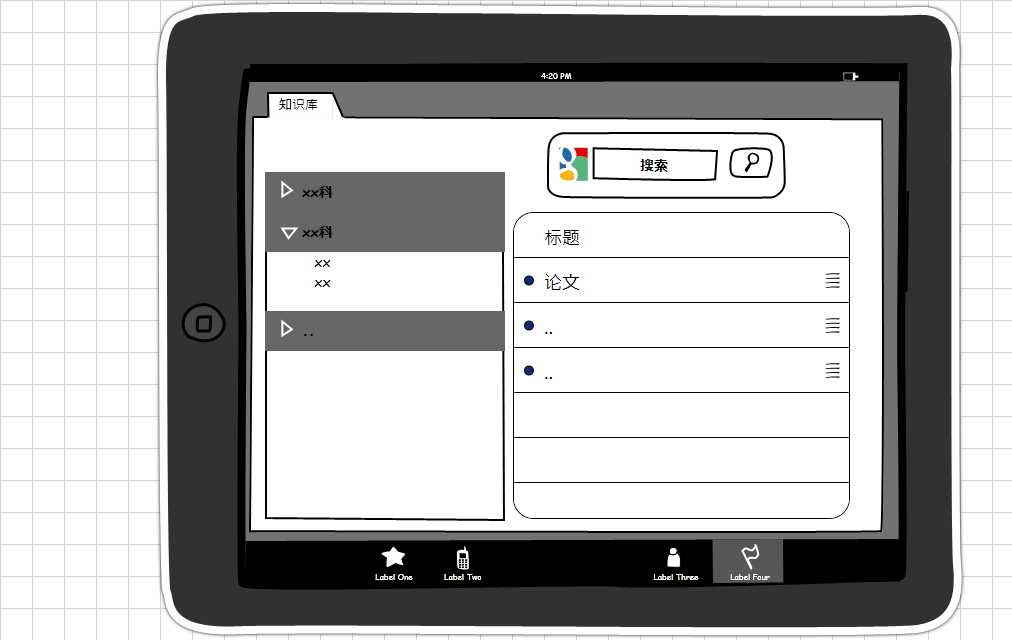 4:20 PM
知识库
搜索
xx科
xx科
xx
xx
..
标题
论文
..
..
Label One
Label Two
Label Three
Label Four